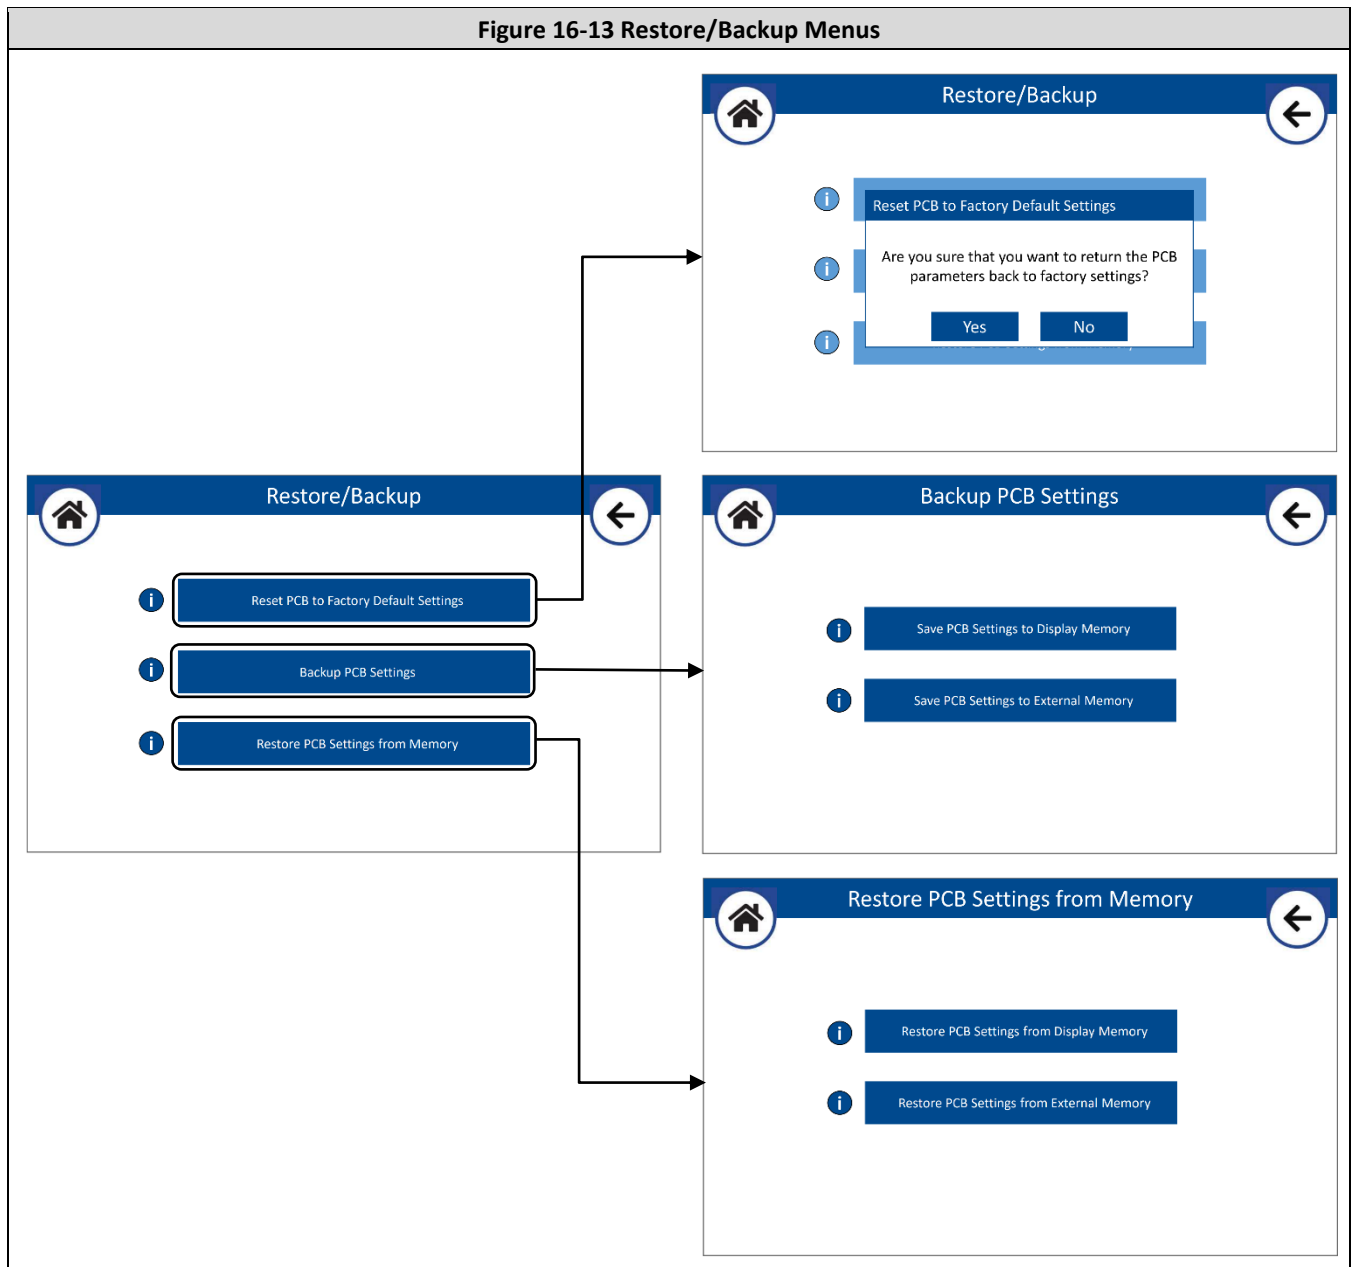 Figure 16-13 Restore/Backup Menus
Restore/Backup
i
Reset PCB to Factory Default Settings
Are you sure that you want to return the PCB
parameters back to factory settings?
i
Yes No
i
Restore/Backup
i
Reset PCB to Factory Default Settings
i
Backup PCB Settings
i
Restore PCB Settings from Memory
Backup PCB Settings
i
Save PCB Settings to Display Memory
i
Save PCB Settings to External Memory
Restore PCB Settings from Memory
i
Restore PCB Settings from Display Memory
i
Restore PCB Settings from External Memory